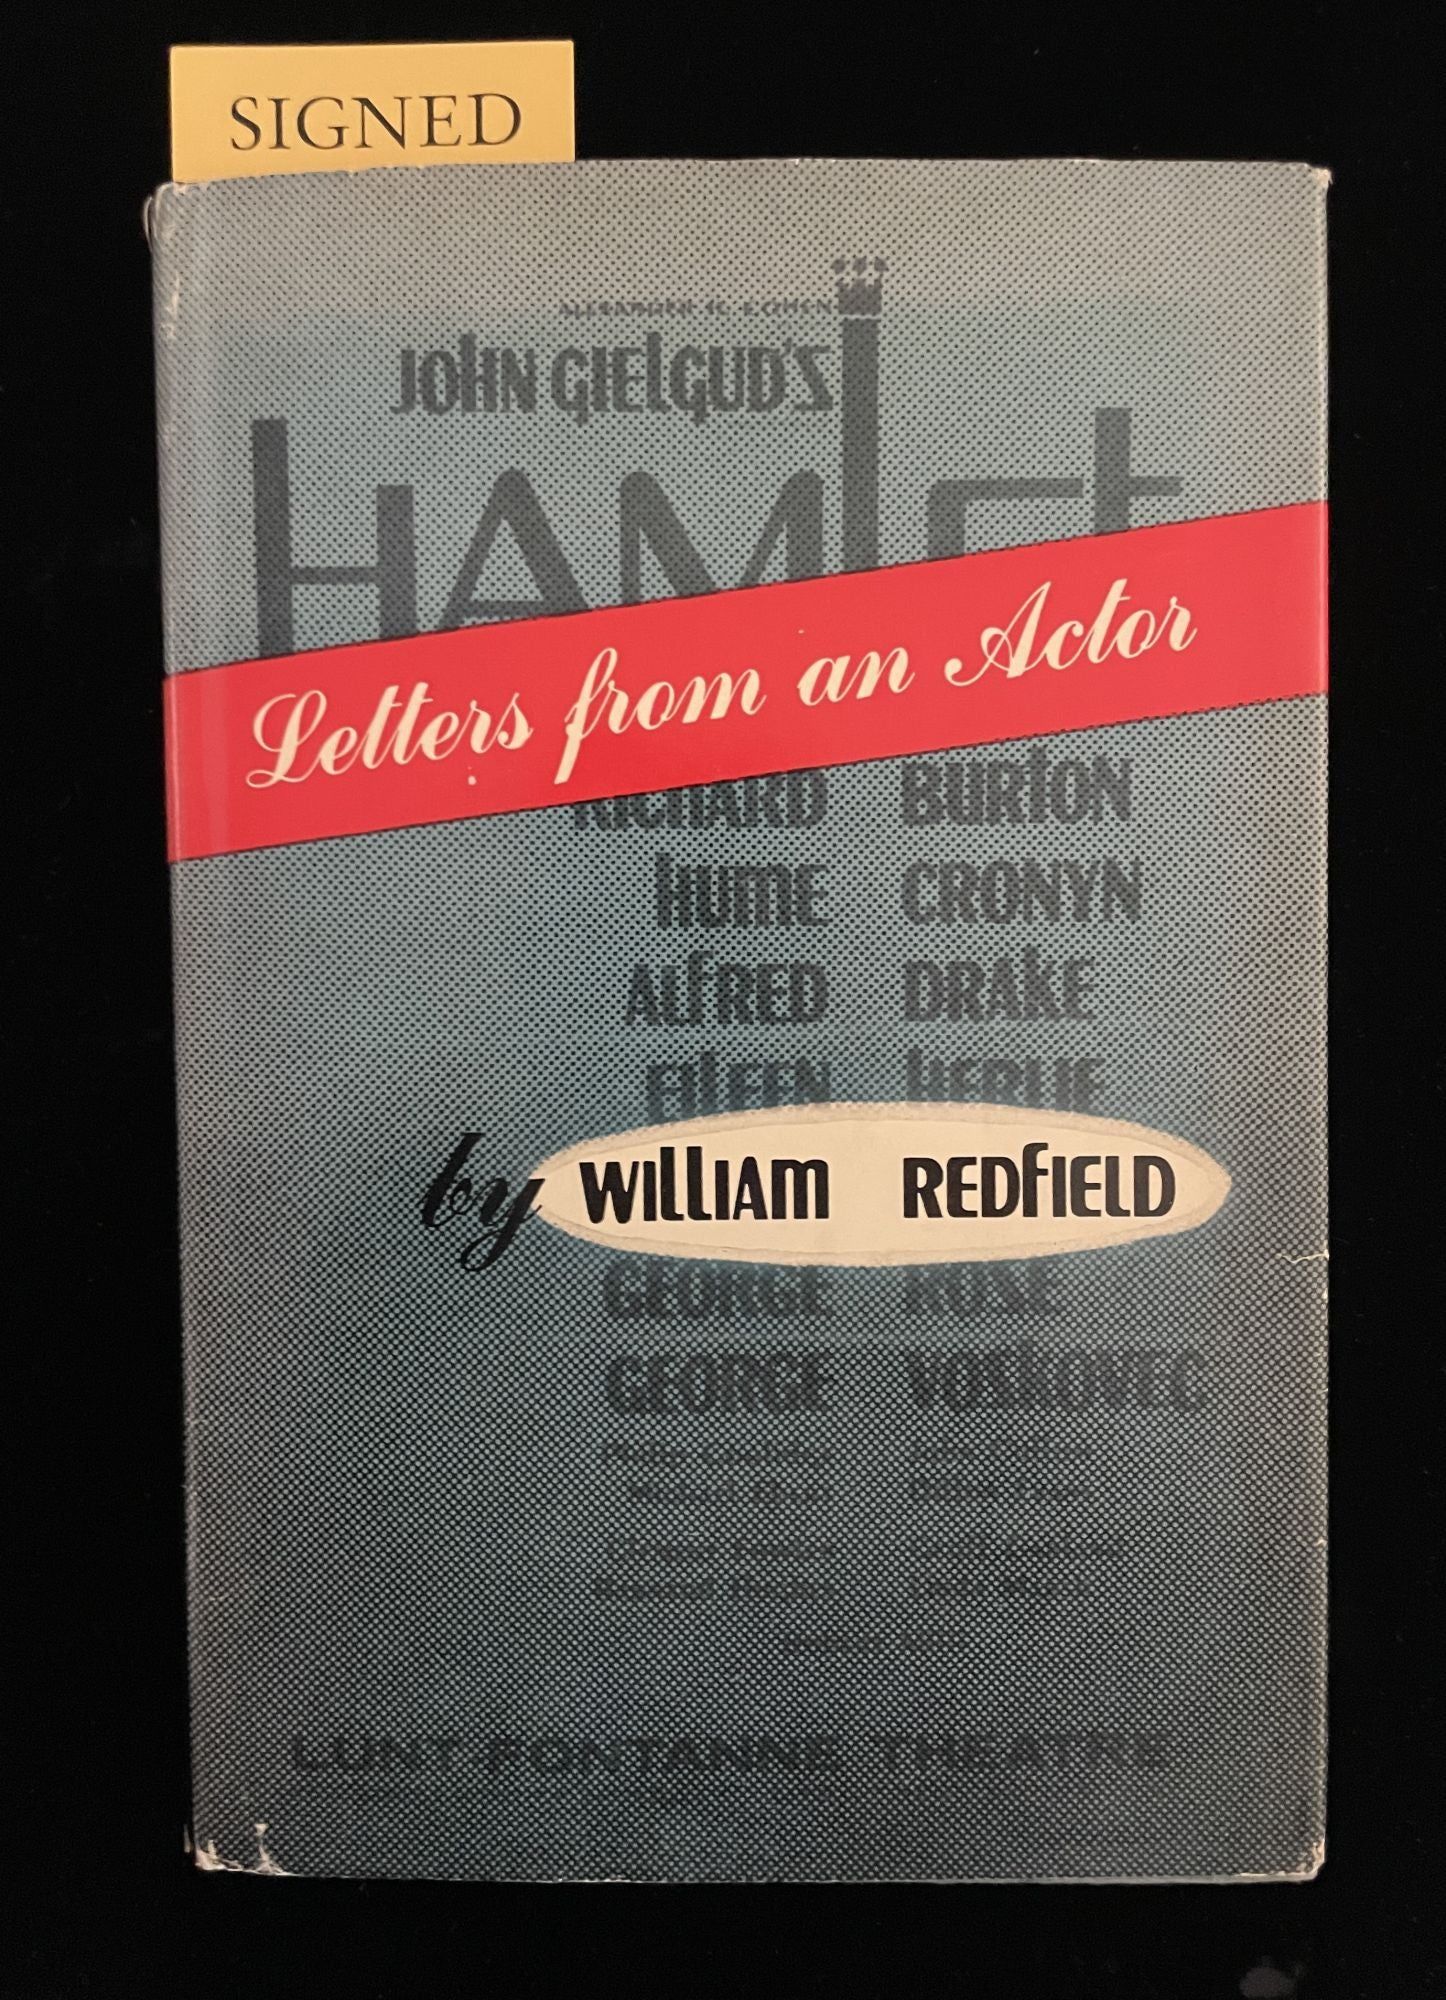 SIGNED
ALEXANDER H. COHEN
JOHN GIELGUD'S
HAMLET
Letters from an Actor
RICHARD BURTON
HUME CRONYN
ALFRED DRAKE
EILEEN HERLIE
by WILLIAM REDFIELD
GEORGE ROSE
GEORGE VOSKOVEC
LUNT-FONTANNE THEATRE